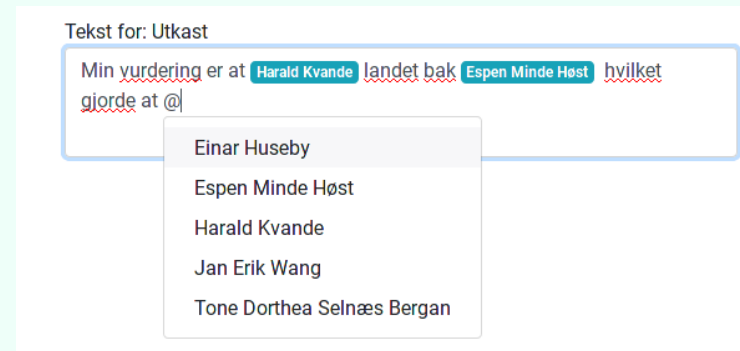 Tekst for: Utkast
Min vurdering er at Harald Kvande landet bak Espen Minde Høst hvilket
gjorde at @
Einar Huseby
Espen Minde Høst
Harald Kvande
Jan Erik Wang
Tone Dorthea Selnæs Bergan